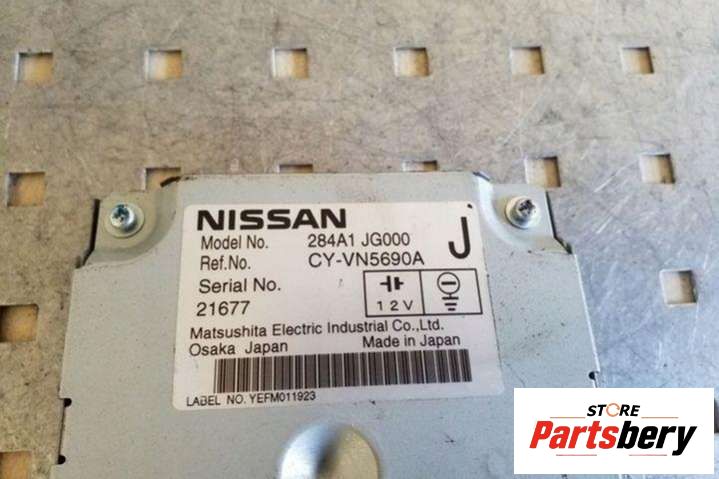 NISSAN
J
Model No. 284A1 JG000
Ref.No. CY-VN5690A
Serial No.
21677
12V
Matsushita Electric Industrial Co.,Ltd.
Osaka Japan Made in Japan
LABEL NO. YEFM011923
STORE
Partsbery